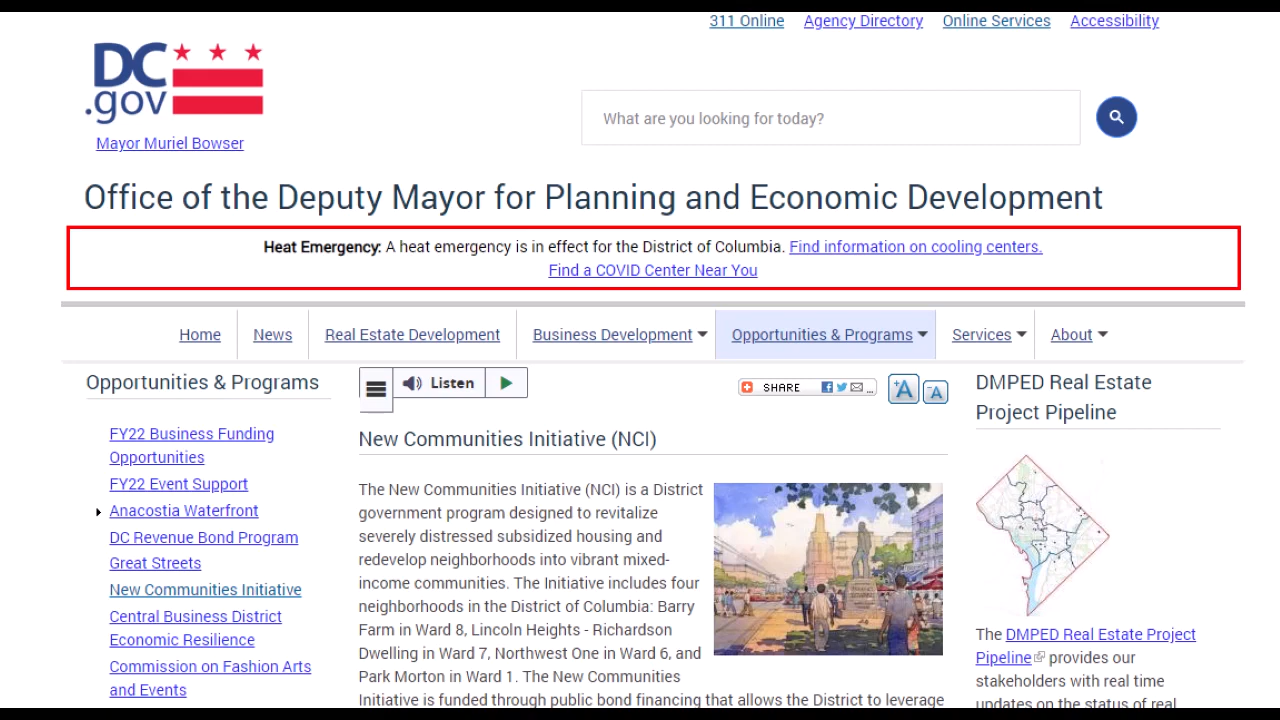 311 Online Agency Directory Online Services Accessibility
DC
.gov
Mayor Muriel Bowser
What are you looking for today?
Office of the Deputy Mayor for Planning and Economic Development
Heat Emergency: A heat emergency is in effect for the District of Columbia. Find information on cooling centers.
Find a COVID Center Near You
Home News Real Estate Development Business Development Opportunities & Programs Services About
Opportunities & Programs
FY22 Business Funding
Opportunities
FY22 Event Support
Anacostia Waterfront
DC Revenue Bond Program
Great Streets
New Communities Initiative
Central Business District
Economic Resilience
Commission on Fashion Arts
and Events
Listen
SHARE ...
+A -A
New Communities Initiative (NCI)
The New Communities Initiative (NCI) is a District
government program designed to revitalize
severely distressed subsidized housing and
redevelop neighborhoods into vibrant mixed-
income communities. The Initiative includes four
neighborhoods in the District of Columbia: Barry
Farm in Ward 8, Lincoln Heights - Richardson
Dwelling in Ward 7, Northwest One in Ward 6, and
Park Morton in Ward 1. The New Communities
Initiative is funded through public bond financing that allows the District to leverage
DMPED Real Estate
Project Pipeline
The DMPED Real Estate Project
Pipeline provides our
stakeholders with real time
updates on the status of real